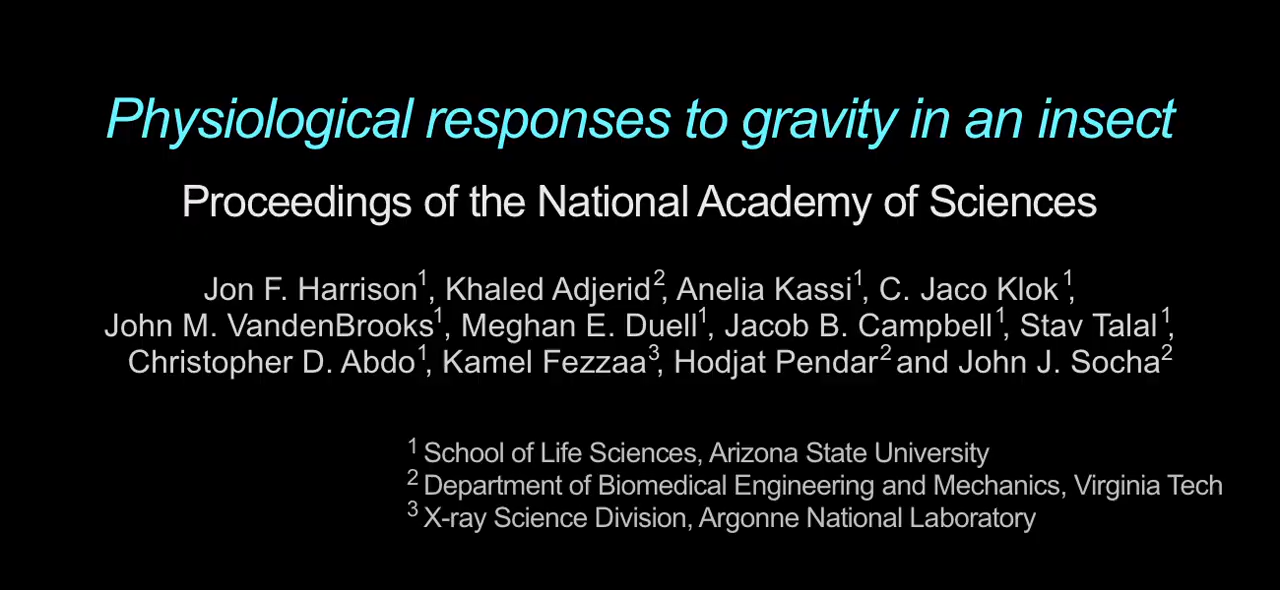 Physiological responses to gravity in an insect
Proceedings of the National Academy of Sciences
Jon F. Harrison¹, Khaled Adjerid², Anelia Kassi¹, C. Jaco Klok¹,
John M. VandenBrooks¹, Meghan E. Duell¹, Jacob B. Campbell¹, Stav Talal¹,
Christopher D. Abdo¹, Kamel Fezzaa³, Hodjat Pendar² and John J. Socha²
¹ School of Life Sciences, Arizona State University
² Department of Biomedical Engineering and Mechanics, Virginia Tech
³ X-ray Science Division, Argonne National Laboratory